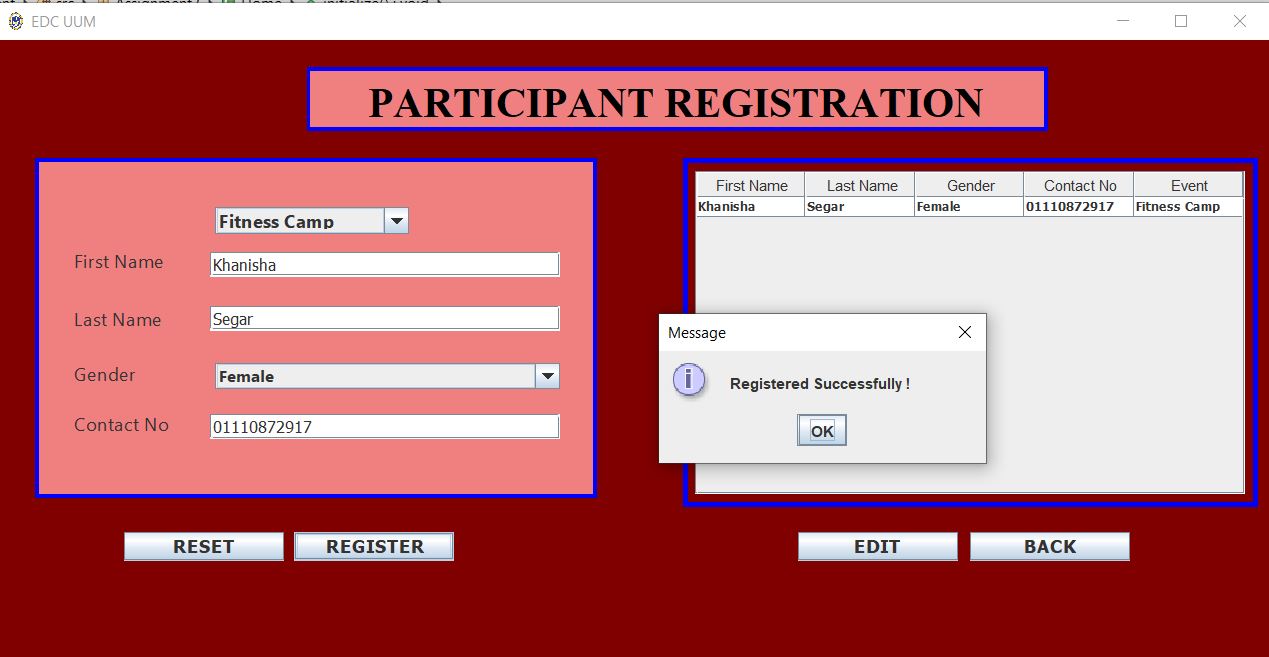 EDC UUM
PARTICIPANT REGISTRATION
Fitness Camp
First Name Khanisha
Last Name Segar
Gender Female
Contact No 01110872917
RESET REGISTER
First Name Last Name Gender Contact No Event
Khanisha Segar Female 01110872917 Fitness Camp
Message
Registered Successfully !
OK
EDIT BACK